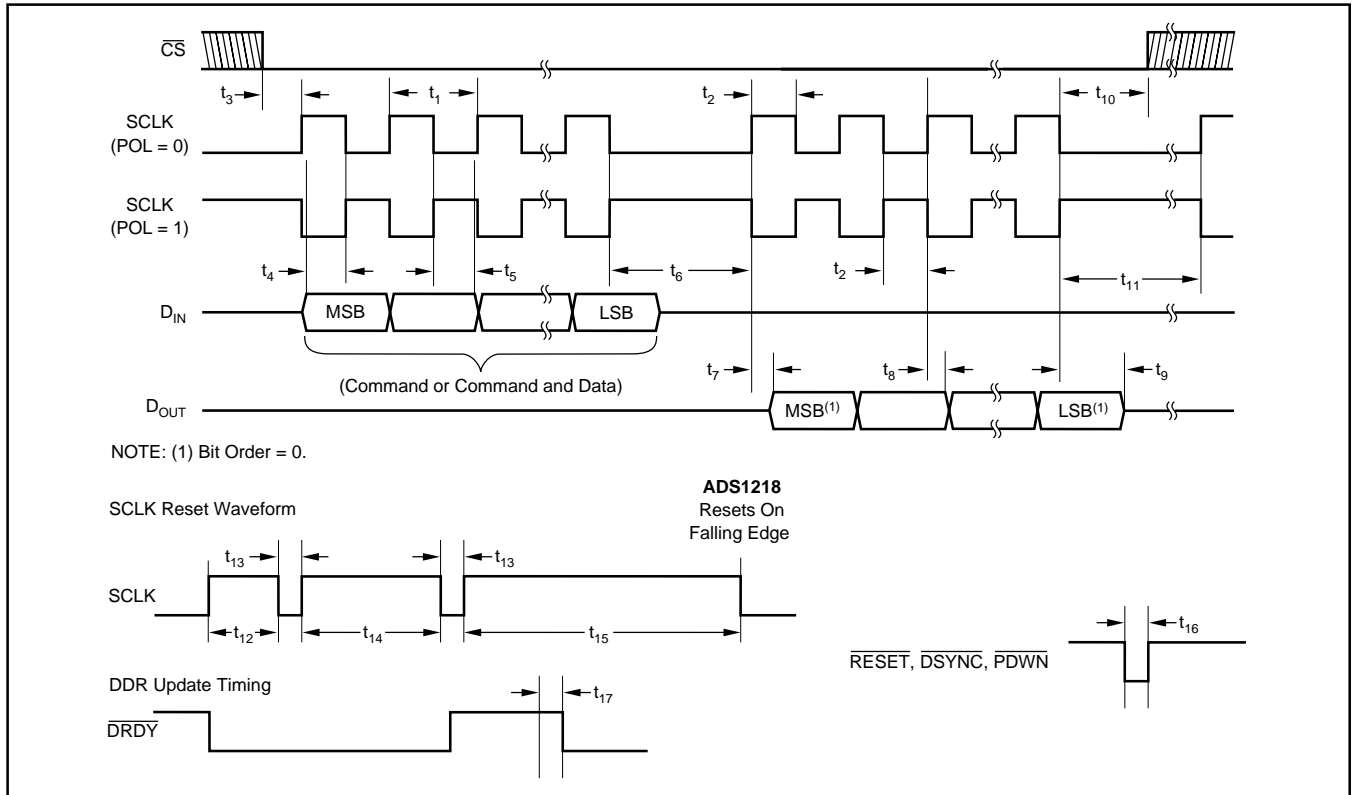 CS
t3
t1
t2
t10
SCLK
(POL = 0)
SCLK
(POL = 1)
t4
t5
t6
t2
t11
DIN
MSB
LSB
(Command or Command and Data)
t7
t8
t9
DOUT
MSB(1)
LSB(1)
NOTE: (1) Bit Order = 0.
ADS1218
Resets On
Falling Edge
SCLK Reset Waveform
t13
t13
SCLK
t12
t14
t15
t16
RESET, DSYNC, PDWN
DDR Update Timing
t17
DRDY